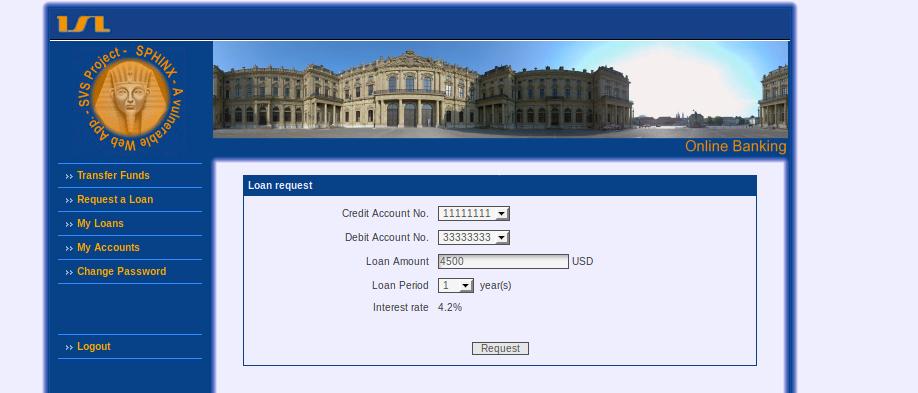 ISL
SVS Project - SPHINX - A vulnerable Web App. -
Online Banking
Transfer Funds
Request a Loan
My Loans
My Accounts
Change Password
Logout
Loan request
Credit Account No. 11111111
Debit Account No. 33333333
Loan Amount 4500 USD
Loan Period 1 year(s)
Interest rate 4.2%
Request